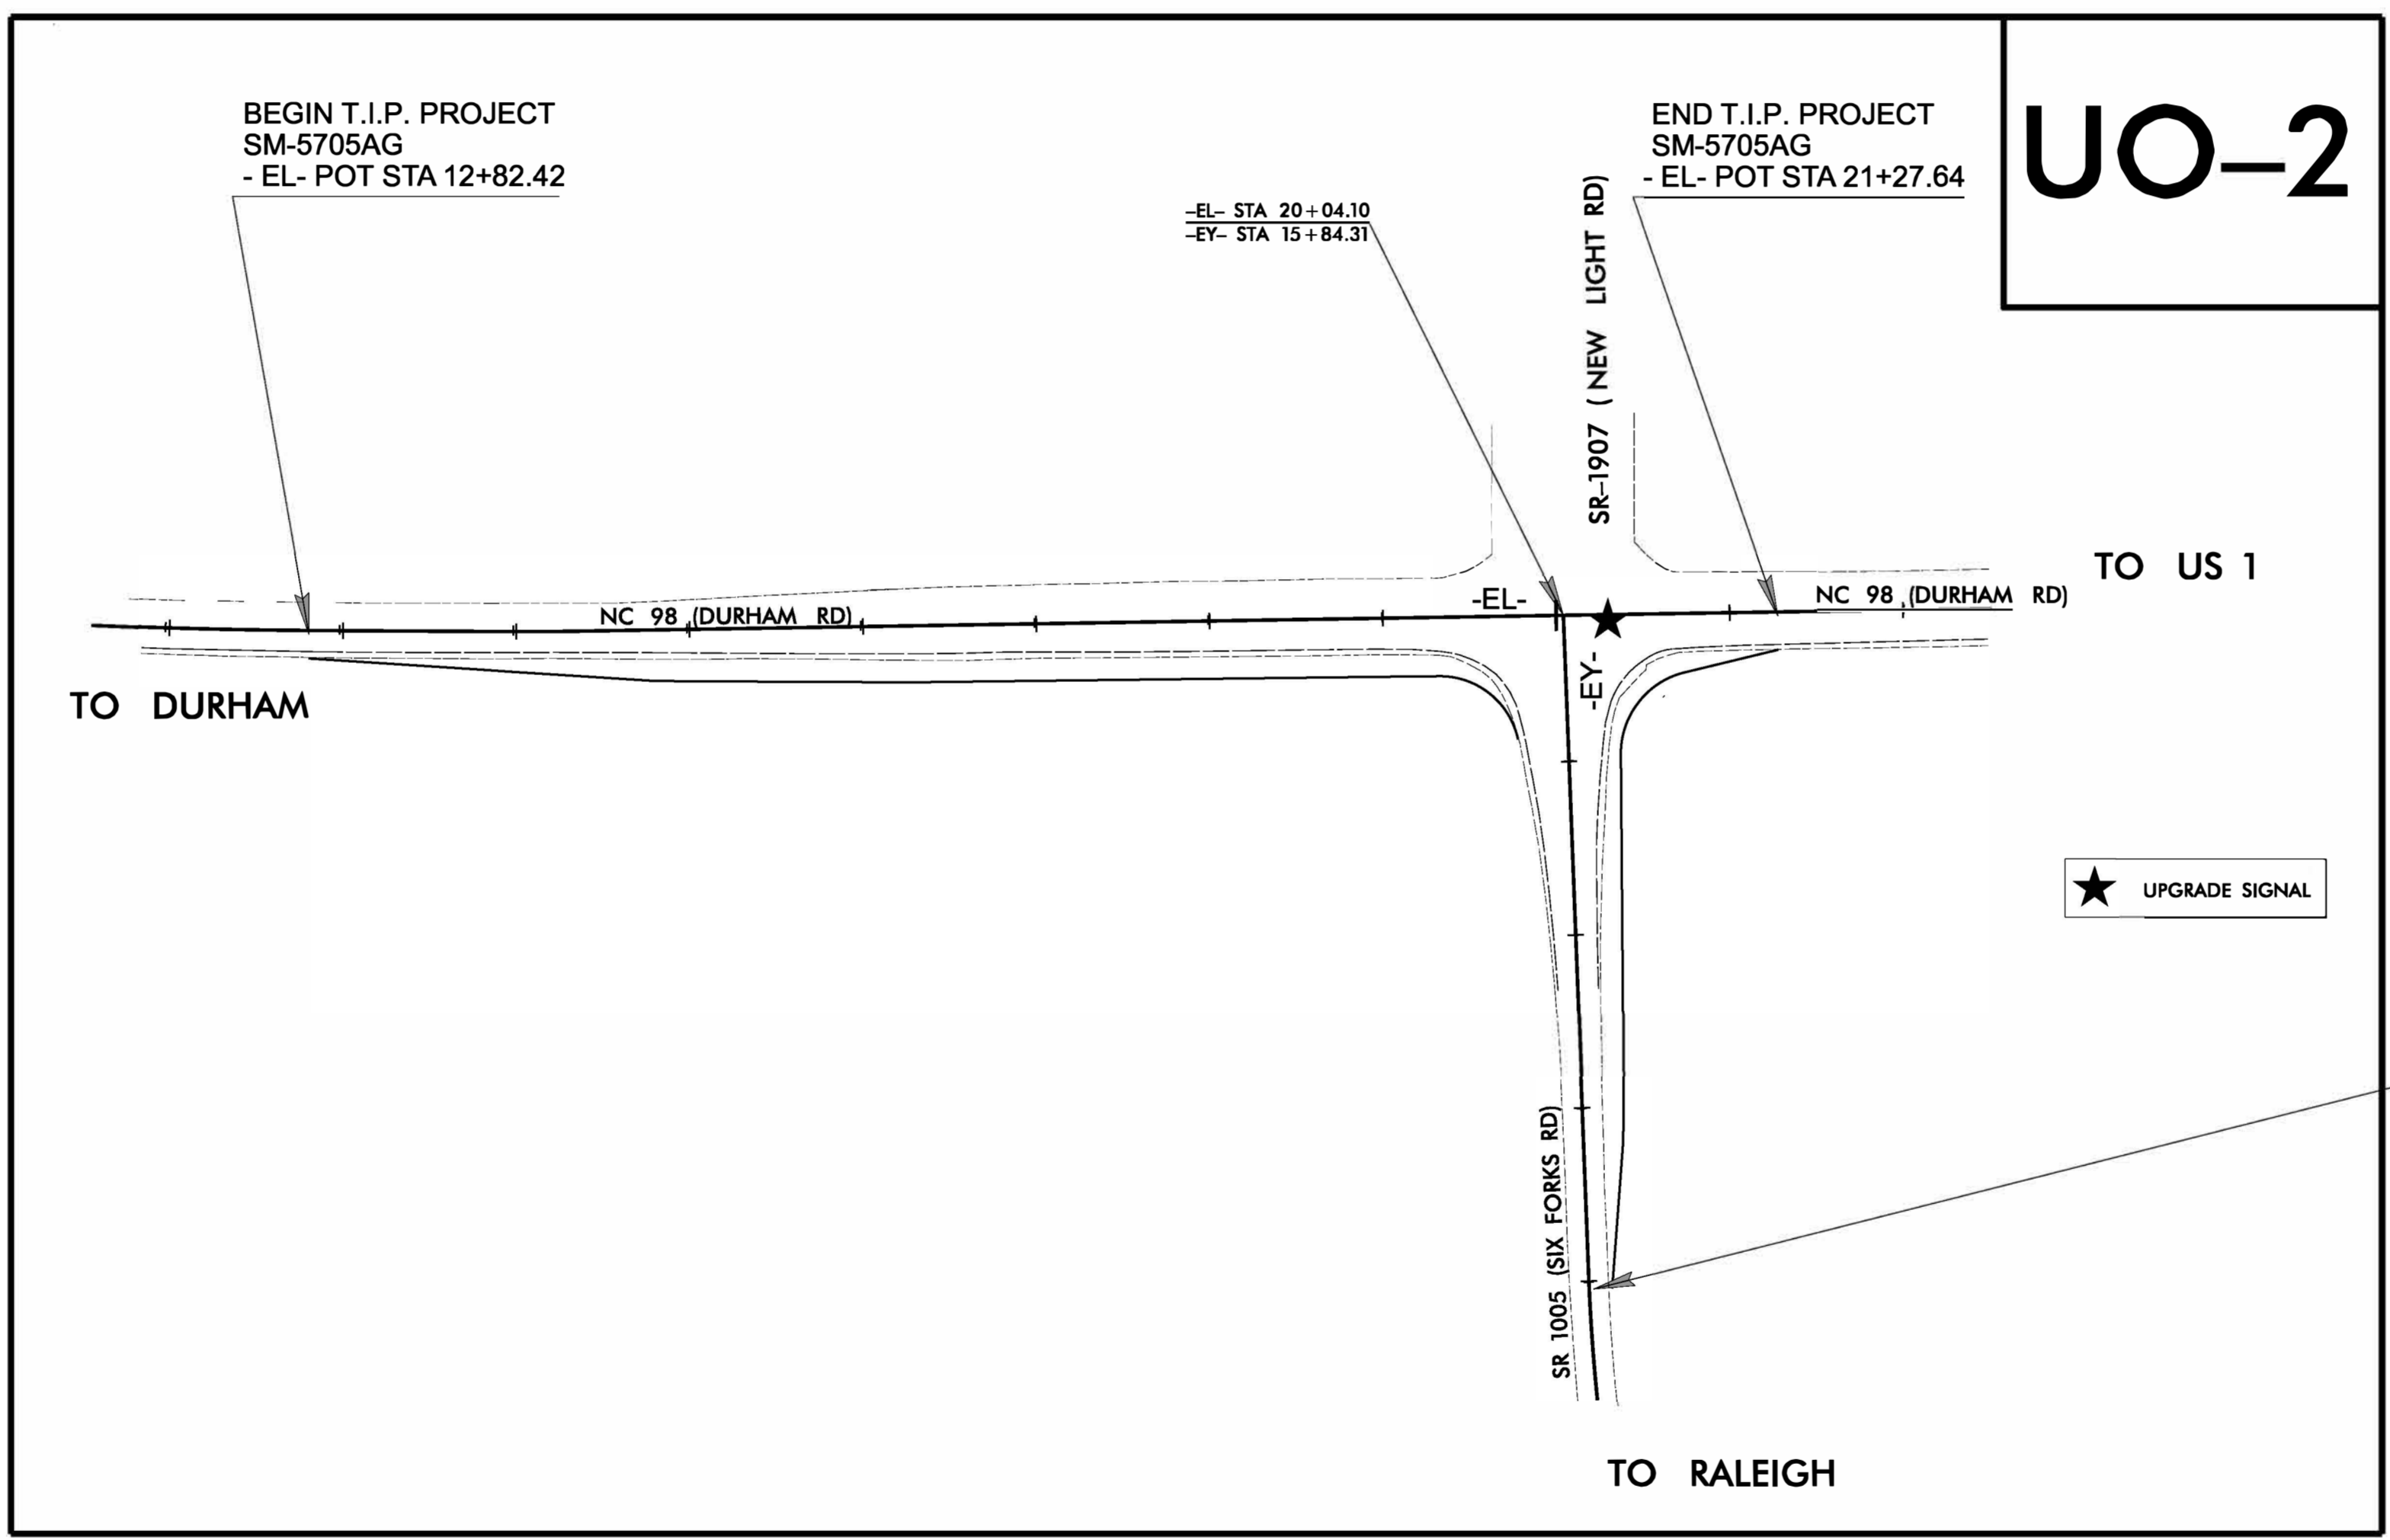 BEGIN T.I.P. PROJECT
SM-5705AG
- EL- POT STA 12+82.42
-EL- STA 20+04.10
-EY- STA 15+84.31
SR-1907 ( NEW LIGHT RD)
END T.I.P. PROJECT
SM-5705AG
- EL- POT STA 21+27.64
UO-2
TO US 1
NC 98 (DURHAM RD)
-EL-
NC 98 (DURHAM RD)
-EY-
TO DURHAM
★ UPGRADE SIGNAL
SR 1005 (SIX FORKS RD)
TO RALEIGH